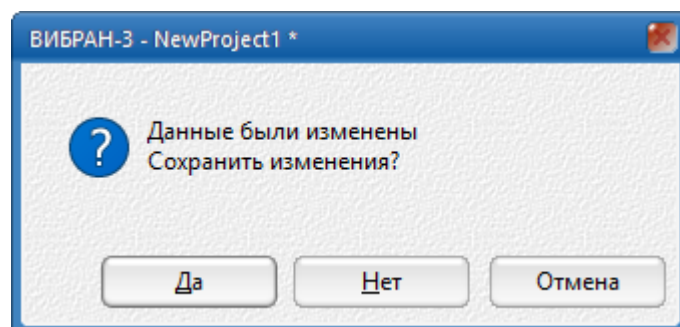 ВИБРАН-3 - NewProject1 *
Данные были изменены
Сохранить изменения?
Да Нет Отмена